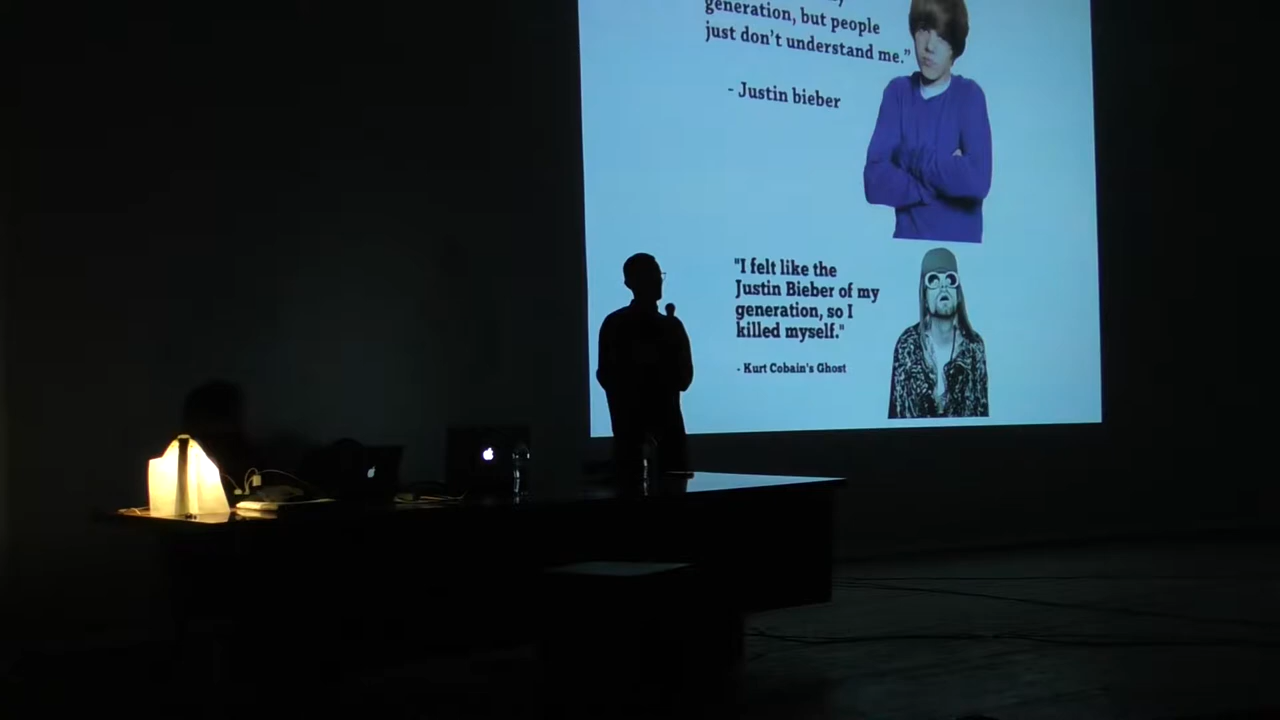 generation, but people
just don't understand me."
- Justin bieber
"I felt like the
Justin Bieber of my
generation, so I
killed myself."
- Kurt Cobain's Ghost